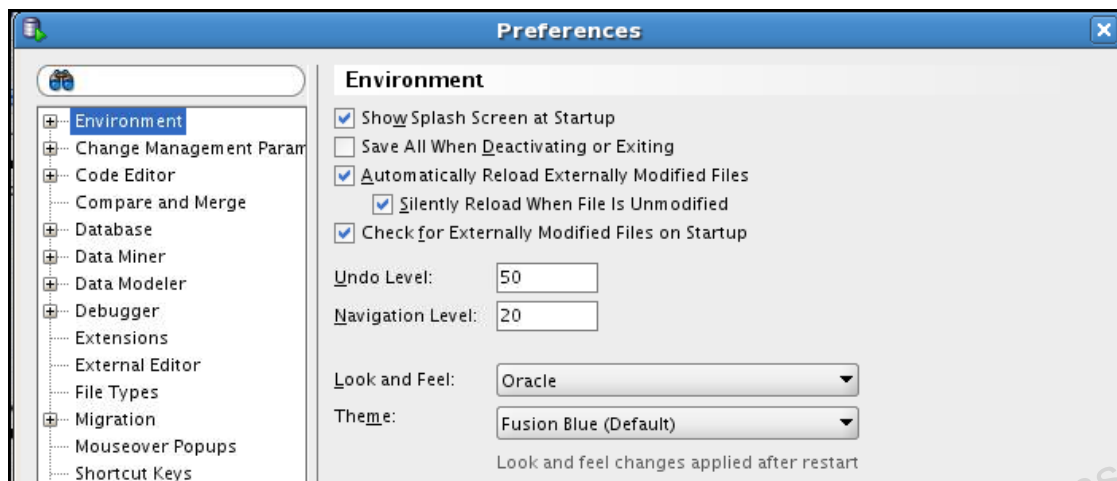 Preferences
Environment
Change Management Param
Code Editor
Compare and Merge
Database
Data Miner
Data Modeler
Debugger
Extensions
External Editor
File Types
Migration
Mouseover Popups
Shortcut Keys
Environment
Show Splash Screen at Startup
Save All When Deactivating or Exiting
Automatically Reload Externally Modified Files
Silently Reload When File Is Unmodified
Check for Externally Modified Files on Startup
Undo Level: 50
Navigation Level: 20
Look and Feel: Oracle
Theme: Fusion Blue (Default)
Look and feel changes applied after restart